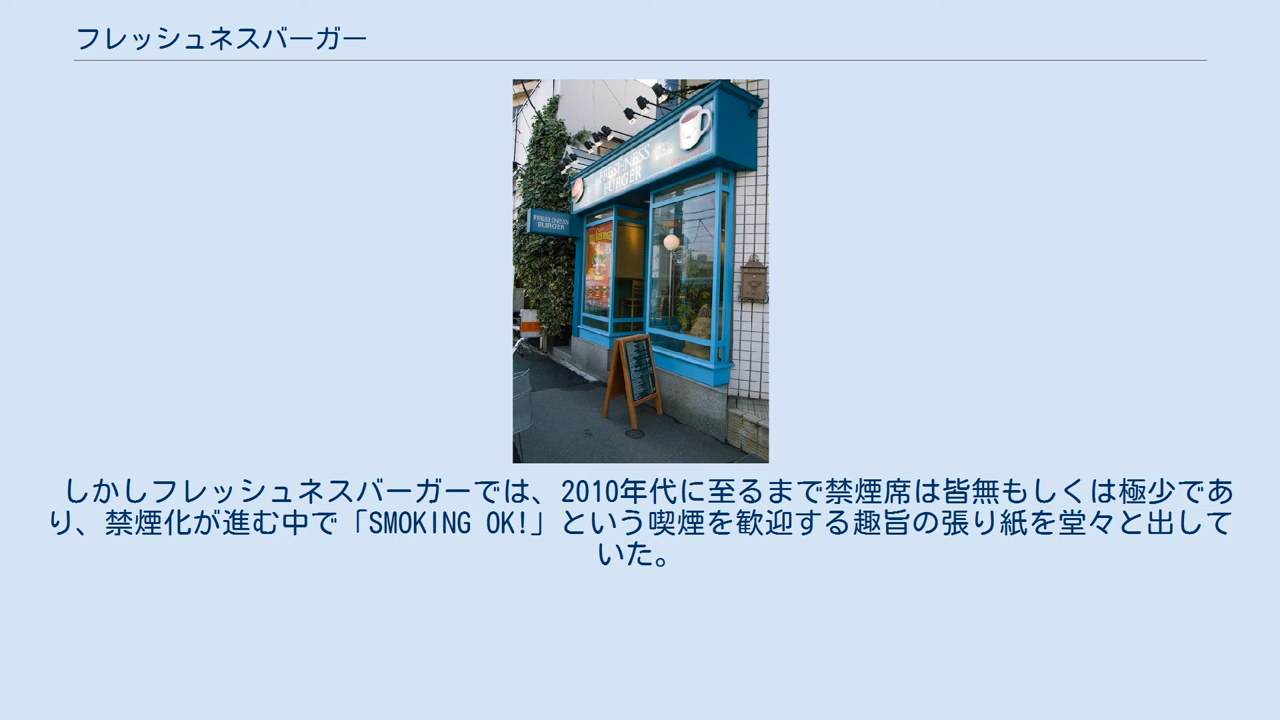 フレッシュネスバーガー
FRESHNESS
BURGER
FRESHNESS
BURGER
しかしフレッシュネスバーガーでは、2010年代に至るまで禁煙席は皆無もしくは極少であ
り、禁煙化が進む中で「SMOKING OK!」という喫煙を歓迎する趣旨の張り紙を堂々と出して
いた。